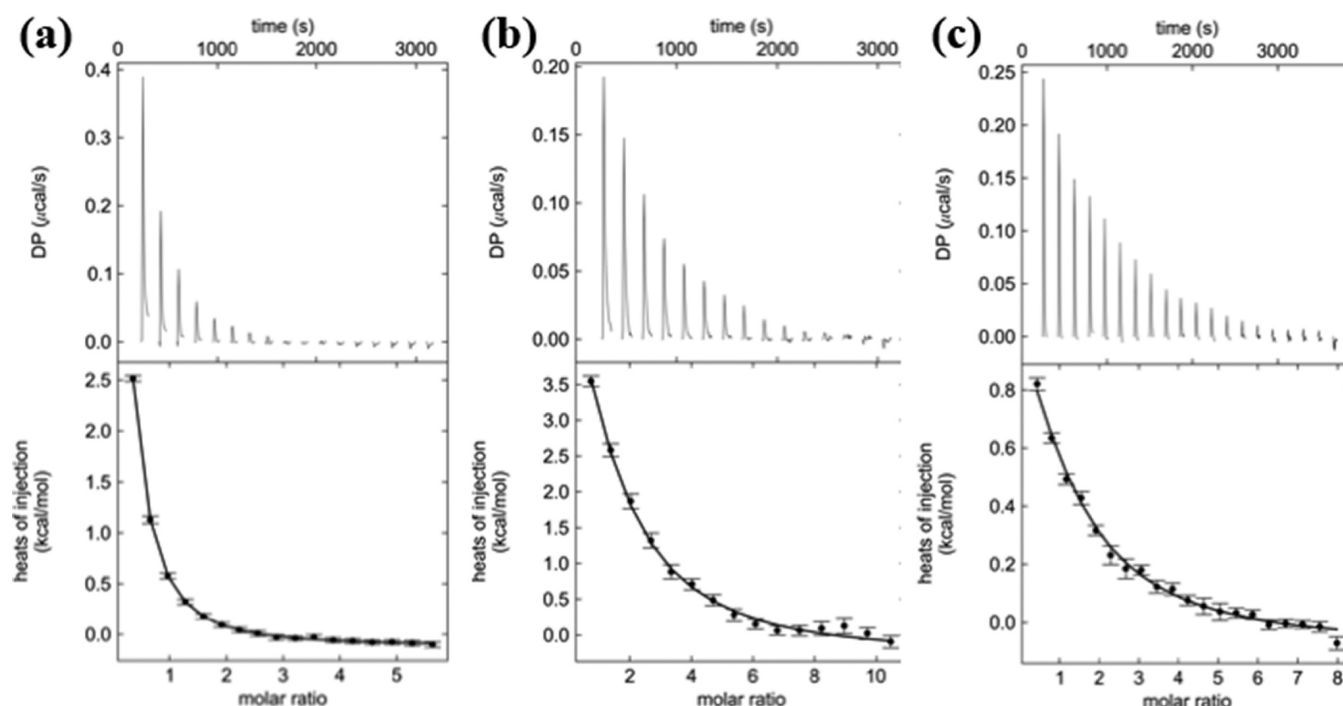 (a)
time (s)
0 1000 2000 3000
0.4
0.3
0.2
0.1
0.0
DP (μcal/s)
2.5
2.0
1.5
1.0
0.5
0.0
heats of injection
(kcal/mol)
1 2 3 4 5
molar ratio
(b)
time (s)
0 1000 2000 3000
0.20
0.15
0.10
0.05
0.00
DP (μcal/s)
3.5
3.0
2.5
2.0
1.5
1.0
0.5
0.0
heats of injection
(kcal/mol)
2 4 6 8 10
molar ratio
(c)
time (s)
0 1000 2000 3000
0.25
0.20
0.15
0.10
0.05
0.00
DP (μcal/s)
0.8
0.6
0.4
0.2
0.0
heats of injection
(kcal/mol)
1 2 3 4 5 6 7 8
molar ratio